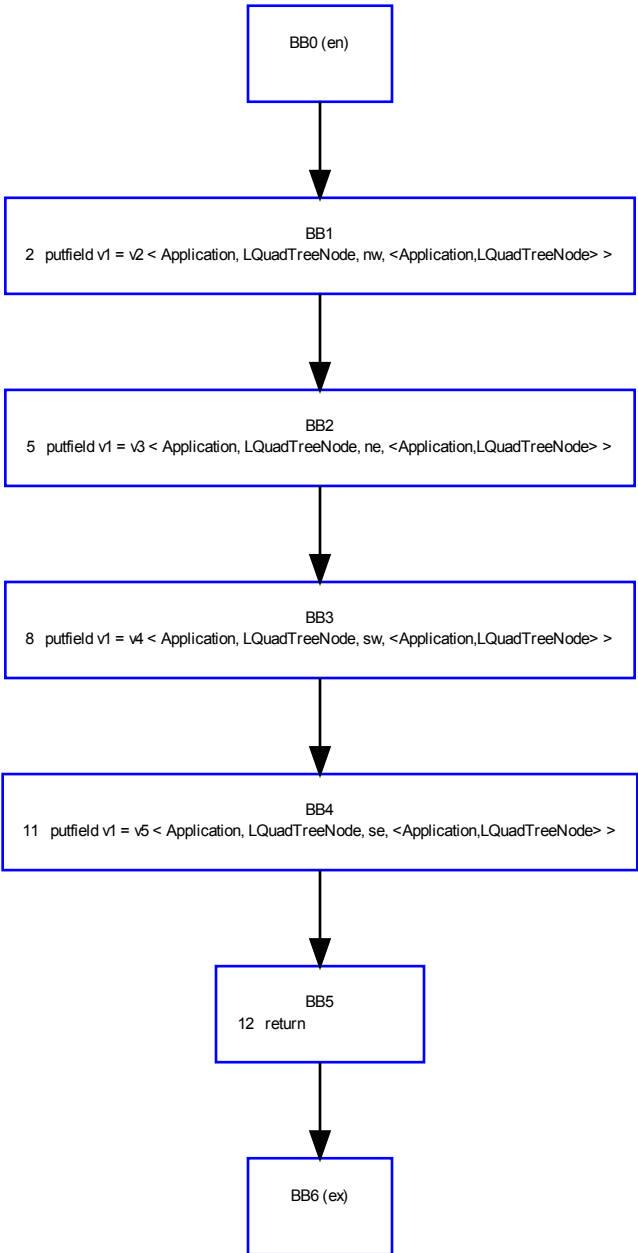 BB0 (en)
BB1
2 putfield v1 = v2 < Application, LQuadTreeNode, nw, <Application,LQuadTreeNode> >
BB2
5 putfield v1 = v3 < Application, LQuadTreeNode, ne, <Application,LQuadTreeNode> >
BB3
8 putfield v1 = v4 < Application, LQuadTreeNode, sw, <Application,LQuadTreeNode> >
BB4
11 putfield v1 = v5 < Application, LQuadTreeNode, se, <Application,LQuadTreeNode> >
BB5
12 return
BB6 (ex)